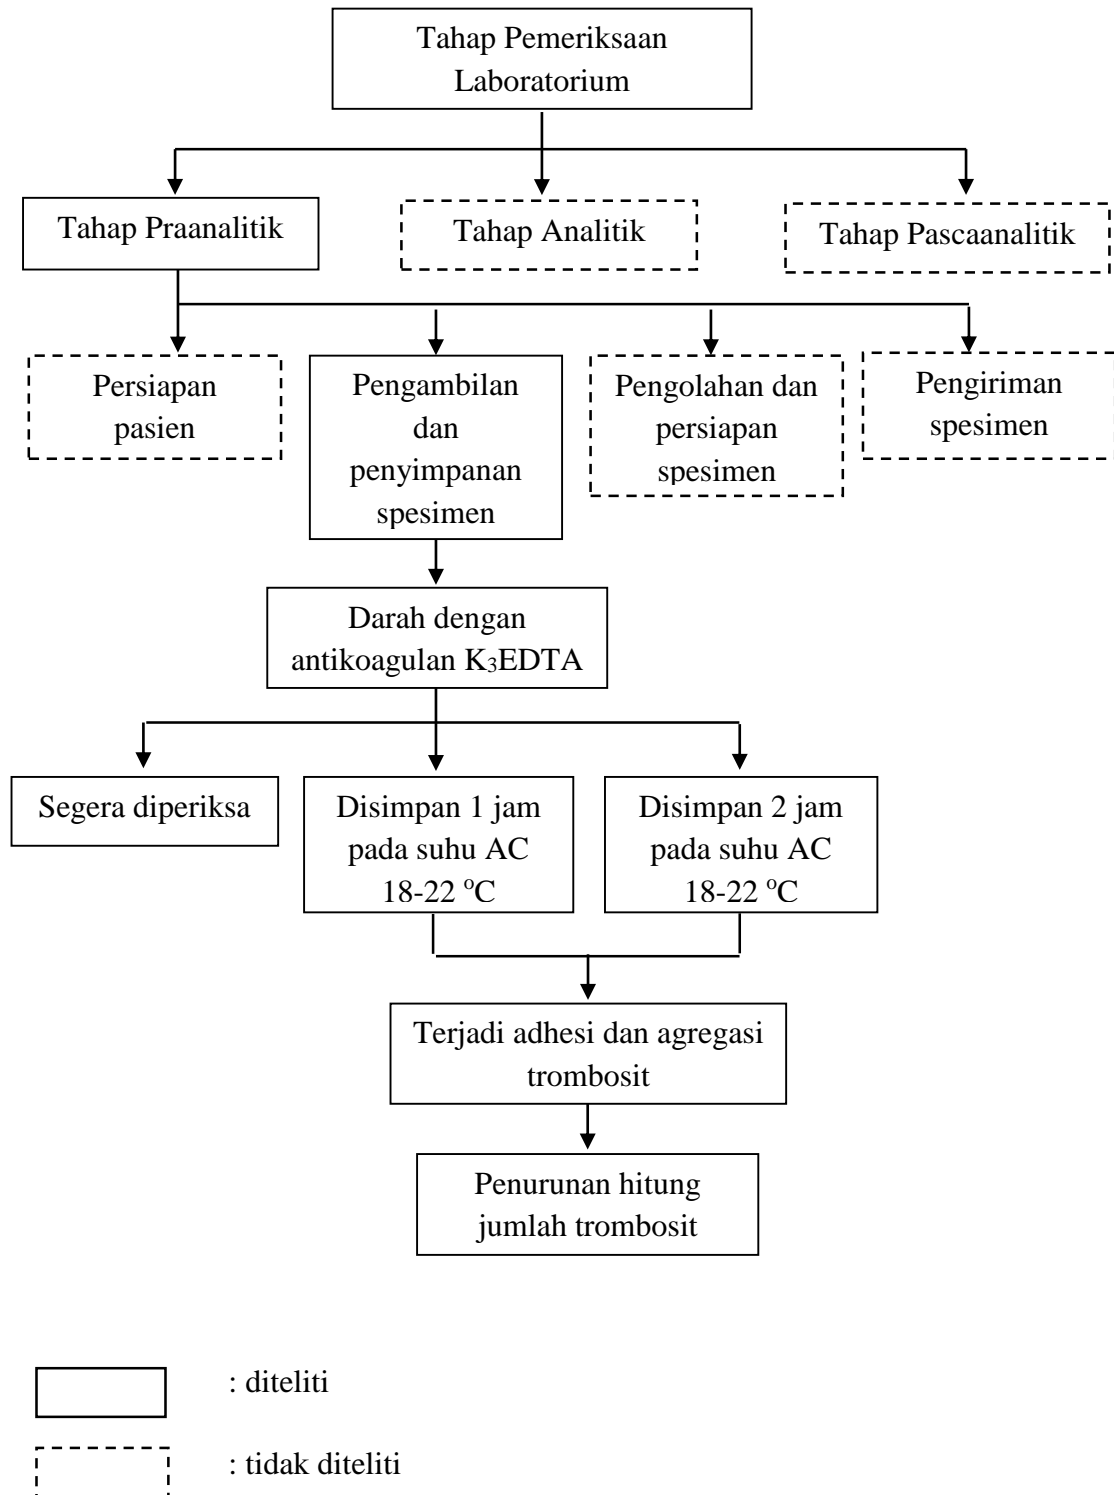 Tahap Pemeriksaan
Laboratorium
Tahap Praanalitik
Tahap Analitik
Tahap Pascaanalitik
Persiapan
pasien
Pengambilan
dan
penyimpanan
spesimen
Pengolahan dan
persiapan
spesimen
Pengiriman
spesimen
Darah dengan
antikoagulan K₃EDTA
Segera diperiksa
Disimpan 1 jam
pada suhu AC
18-22 ᵒC
Disimpan 2 jam
pada suhu AC
18-22 ᵒC
Terjadi adhesi dan agregasi
trombosit
Penurunan hitung
jumlah trombosit
: diteliti
: tidak diteliti